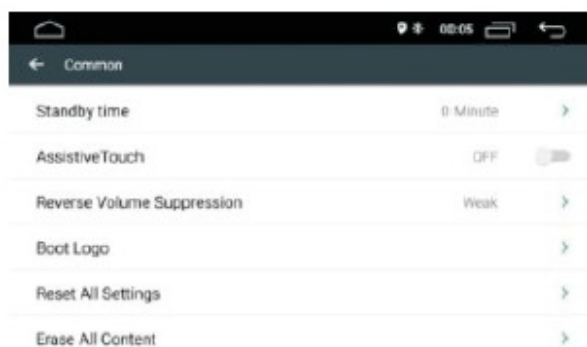 08:05
Common
Standby time 0 Minute
AssistiveTouch OFF
Reverse Volume Suppression Weak
Boot Logo
Reset All Settings
Erase All Content